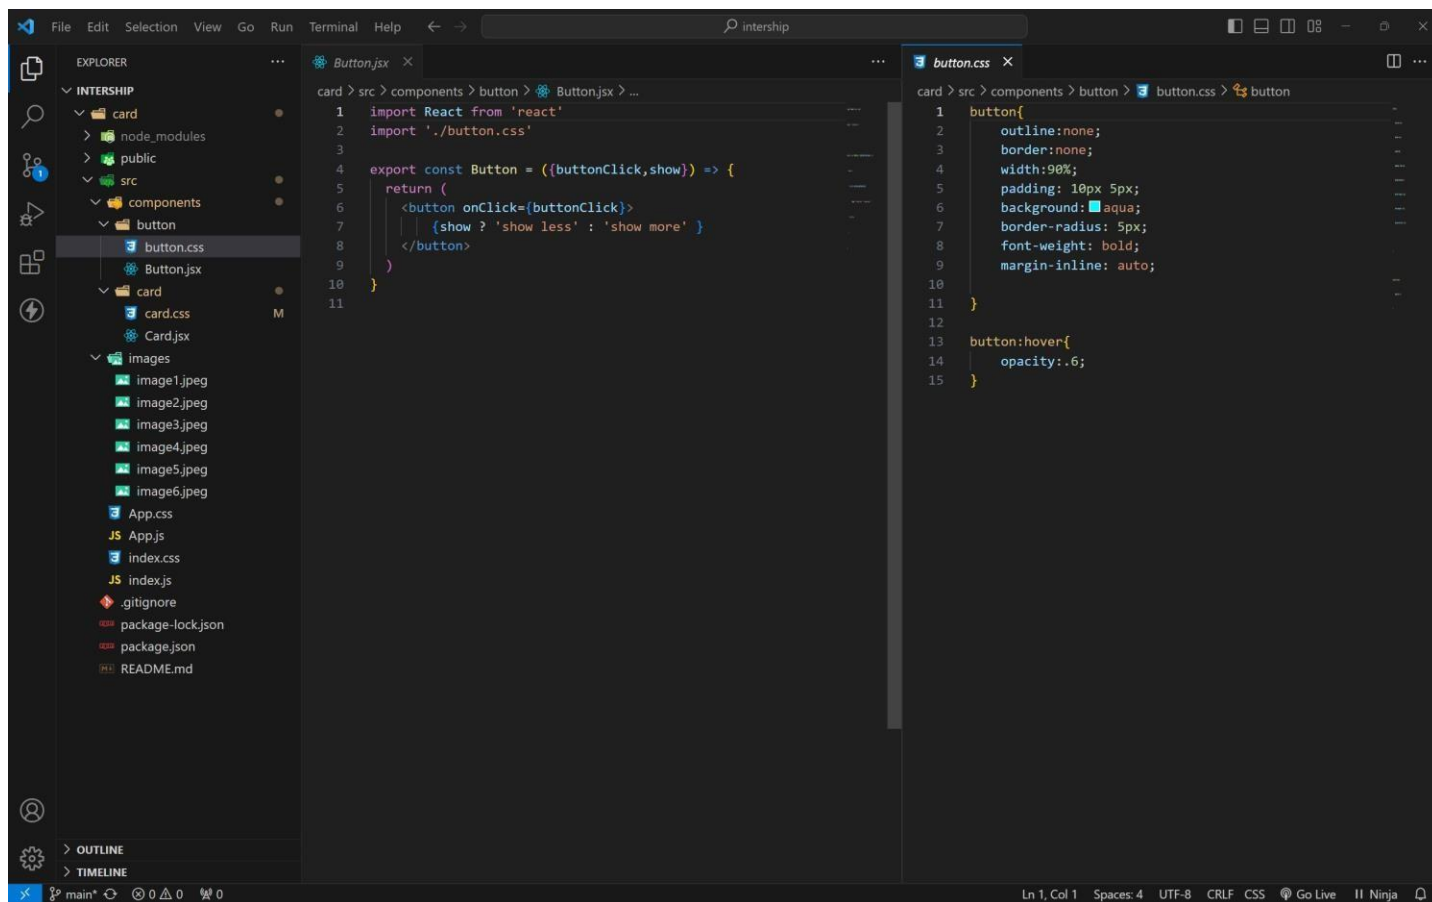 File Edit Selection View Go Run Terminal Help intership
EXPLORER
INTERSHIP
card
node_modules
public
src
components
button
button.css
Button.jsx
card
card.css M
Card.jsx
images
image1.jpeg
image2.jpeg
image3.jpeg
image4.jpeg
image5.jpeg
image6.jpeg
App.css
JS App.js
index.css
JS index.js
.gitignore
package-lock.json
package.json
README.md
OUTLINE
TIMELINE
Button.jsx
card > src > components > button > Button.jsx > ...
1 import React from 'react'
2 import './button.css'
3
4 export const Button = ({buttonClick,show}) => {
5 return (
6 <button onClick={buttonClick}>
7 {show ? 'show less' : 'show more' }
8 </button>
9 )
10 }
11
button.css
card > src > components > button > button.css > button
1 button{
2 outline:none;
3 border:none;
4 width:90%;
5 padding: 10px 5px;
6 background: aqua;
7 border-radius: 5px;
8 font-weight: bold;
9 margin-inline: auto;
10
11 }
12
13 button:hover{
14 opacity:.6;
15 }
main* 0 0 0 Ln 1, Col 1 Spaces: 4 UTF-8 CRLF CSS Go Live Ninja